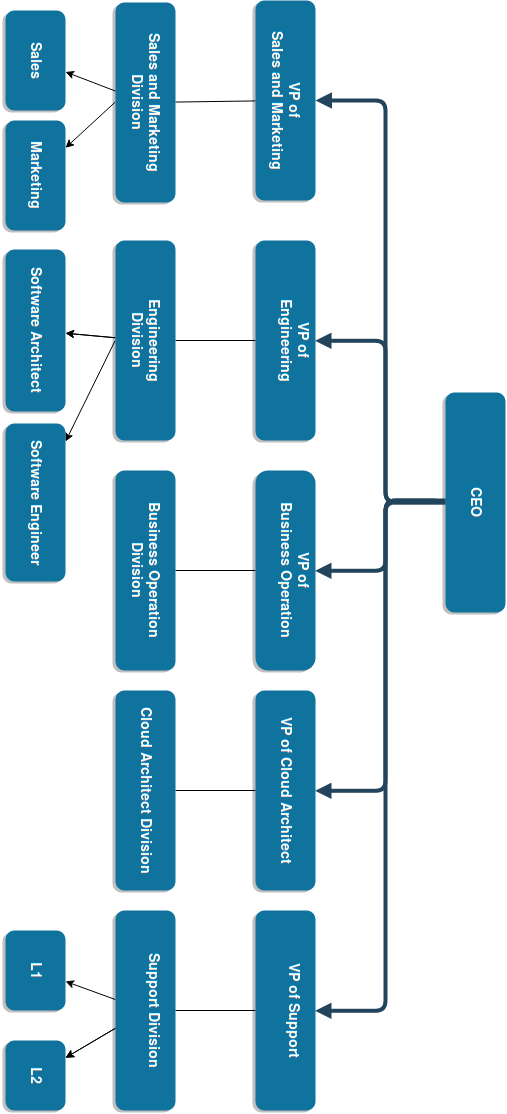 CEO
VP of
Sales and Marketing
VP of
Engineering
VP of
Business Operation
VP of Cloud Architect
VP of Support
Sales and Marketing
Division
Engineering
Division
Business Operation
Division
Cloud Architect Division
Support Division
Sales
Marketing
Software Architect
Software Engineer
L1
L2